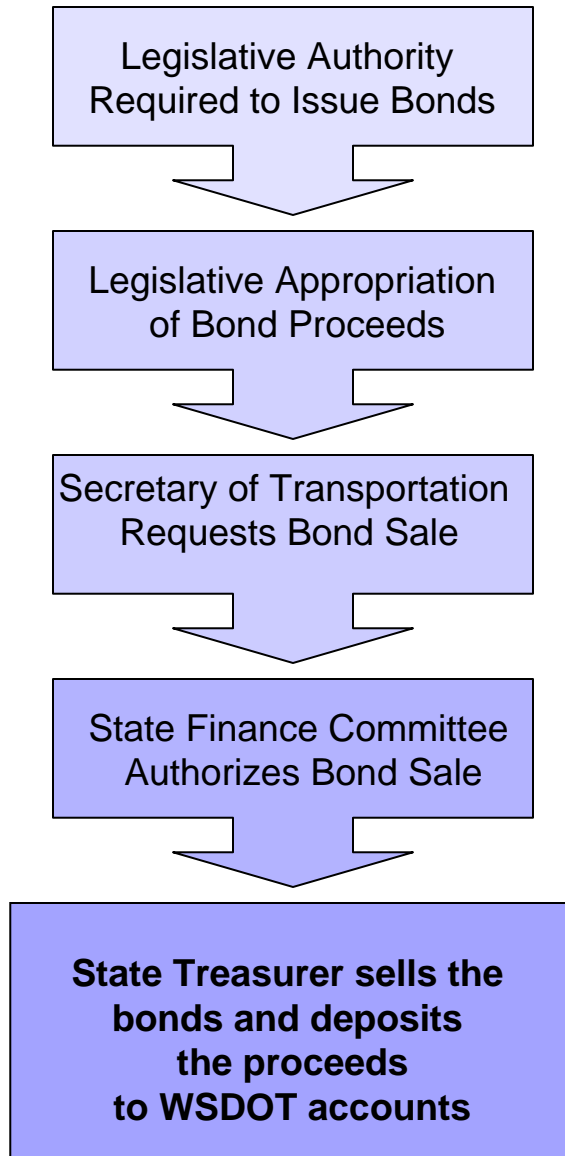 Legislative Authority
Required to Issue Bonds
Legislative Appropriation
of Bond Proceeds
Secretary of Transportation
Requests Bond Sale
State Finance Committee
Authorizes Bond Sale
State Treasurer sells the
bonds and deposits
the proceeds
to WSDOT accounts